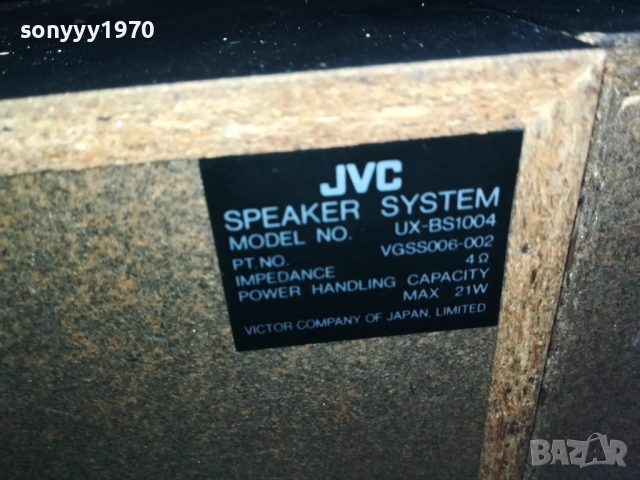 sonyyy1970
JVC
SPEAKER SYSTEM
MODEL NO. UX-BS1004
PT.NO. VGSS006-002
IMPEDANCE 4Ω
POWER HANDLING CAPACITY
MAX 21W
VICTOR COMPANY OF JAPAN, LIMITED
BAZAR